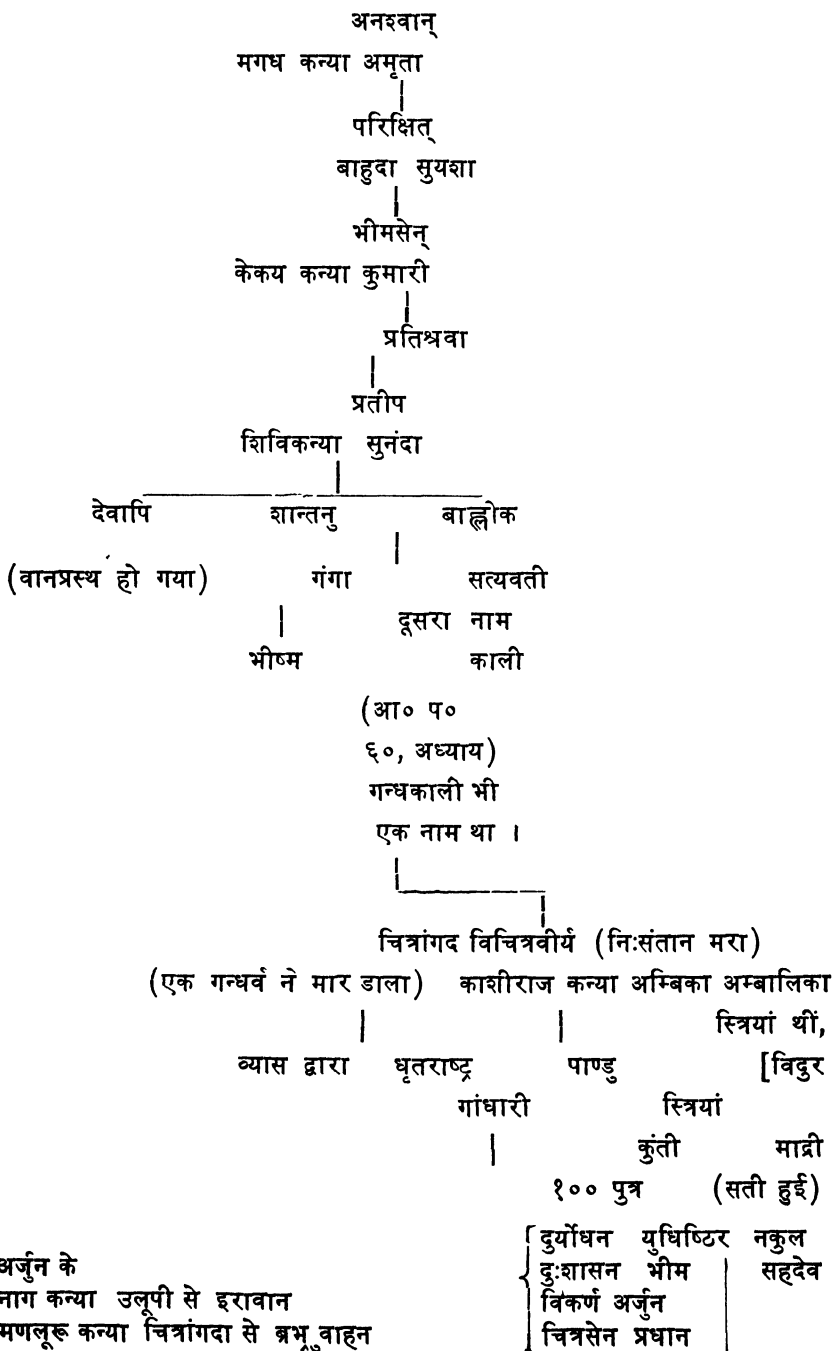 अनश्वान्
मगध कन्या अमृता
परिक्षित्
बाहुदा सुयशा
भीमसेन्
केकय कन्या कुमारी
प्रतिश्रवा
प्रतीप
शिविकन्या सुनंदा
देवापि शान्तनु बाह्लोक
(वानप्रस्थ हो गया) गंगा सत्यवती
दूसरा नाम
भीष्म काली
(आ० प०
६०, अध्याय)
गन्धकाली भी
एक नाम था ।
चित्रांगद विचित्रवीर्य (निःसंतान मरा)
(एक गन्धर्व ने मार डाला) काशीराज कन्या अम्बिका अम्बालिका
स्त्रियां थीं,
व्यास द्वारा धृतराष्ट्र पाण्डु [विदुर
गांधारी स्त्रियां
कुंती माद्री
१०० पुत्र (सती हुई)
दुर्योधन युधिष्टिर नकुल
अर्जुन के दुःशासन भीम सहदेव
नाग कन्या उलूपी से इरावान विकर्ण अर्जुन
मणलूरू कन्या चित्रांगदा से ब्रभ्रुवाहन चित्रसेन प्रधान